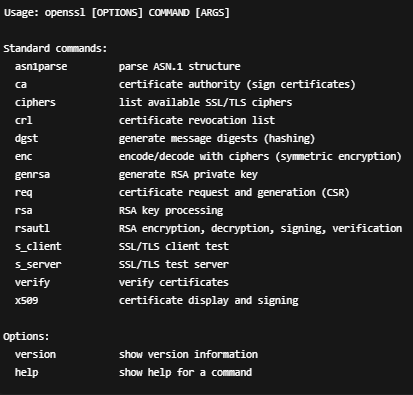 Usage: openssl [OPTIONS] COMMAND [ARGS]

Standard commands:
  asn1parse       parse ASN.1 structure
  ca              certificate authority (sign certificates)
  ciphers         list available SSL/TLS ciphers
  crl             certificate revocation list
  dgst            generate message digests (hashing)
  enc             encode/decode with ciphers (symmetric encryption)
  genrsa          generate RSA private key
  req             certificate request and generation (CSR)
  rsa             RSA key processing
  rsautl          RSA encryption, decryption, signing, verification
  s_client        SSL/TLS client test
  s_server        SSL/TLS test server
  verify          verify certificates
  x509            certificate display and signing

Options:
  version         show version information
  help            show help for a command